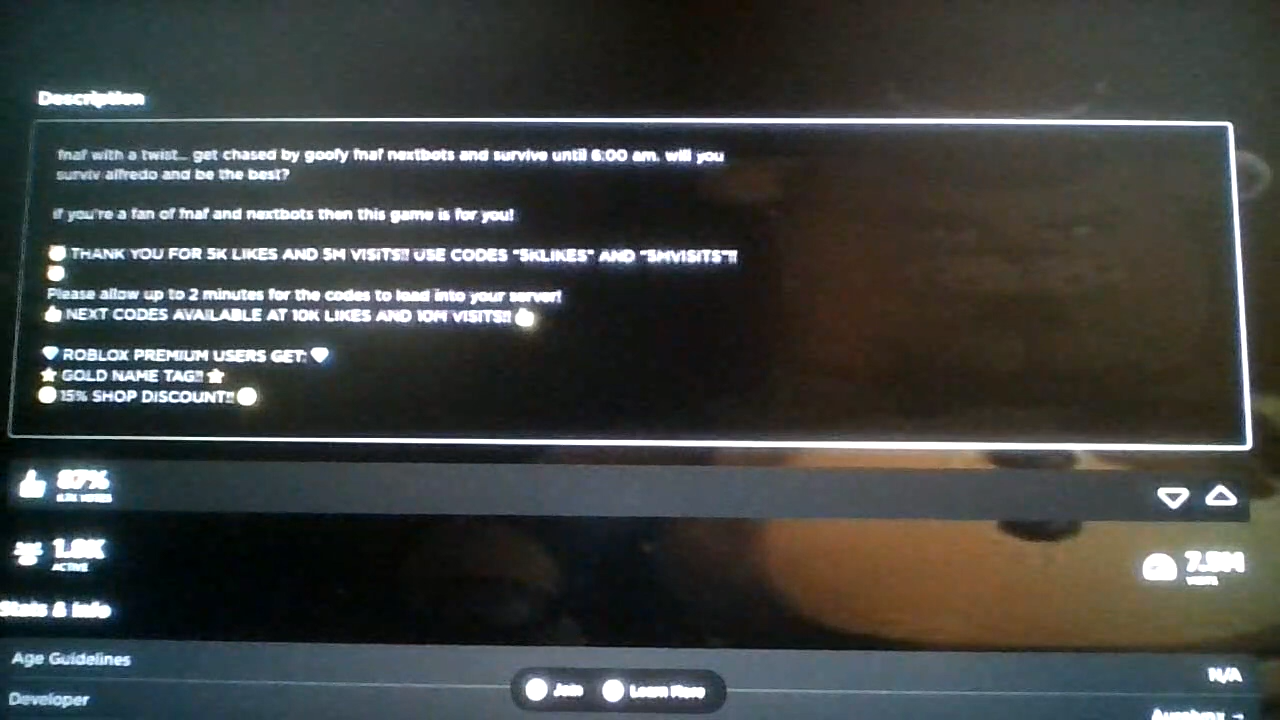 Description
fnaf with a twist... get chased by goofy fnaf nextbots and survive until 6:00 am. will you
surviv alfredo and be the best?
if you're a fan of fnaf and nextbots then this game is for you!
THANK YOU FOR 5K LIKES AND 5M VISITS!! USE CODES "5KLIKES" AND "5MVISITS"!!
Please allow up to 2 minutes for the codes to load into your server!
👍 NEXT CODES AVAILABLE AT 10K LIKES AND 10M VISITS!! 👍
ROBLOX PREMIUM USERS GET:
⭐ GOLD NAME TAG!! ⭐
15% SHOP DISCOUNT!!
87%
VOTES
ACTIVE
VISITS
Stats & Info
Age Guidelines
N/A
Join
Learn More
Developer